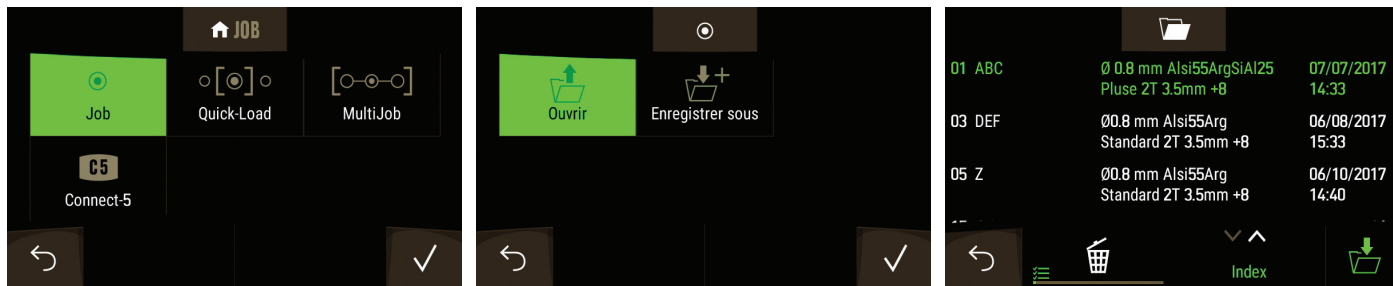 JOB
Job
Quick-Load
MultiJob
C5
Connect-5
Ouvrir
Enregistrer sous
01 ABC Ø 0.8 mm Alsi55ArgSiAl25 07/07/2017
Pluse 2T 3.5mm +8 14:33
03 DEF Ø0.8 mm Alsi55Arg 06/08/2017
Standard 2T 3.5mm +8 15:33
05 Z Ø0.8 mm Alsi55Arg 06/10/2017
Standard 2T 3.5mm +8 14:40
Index